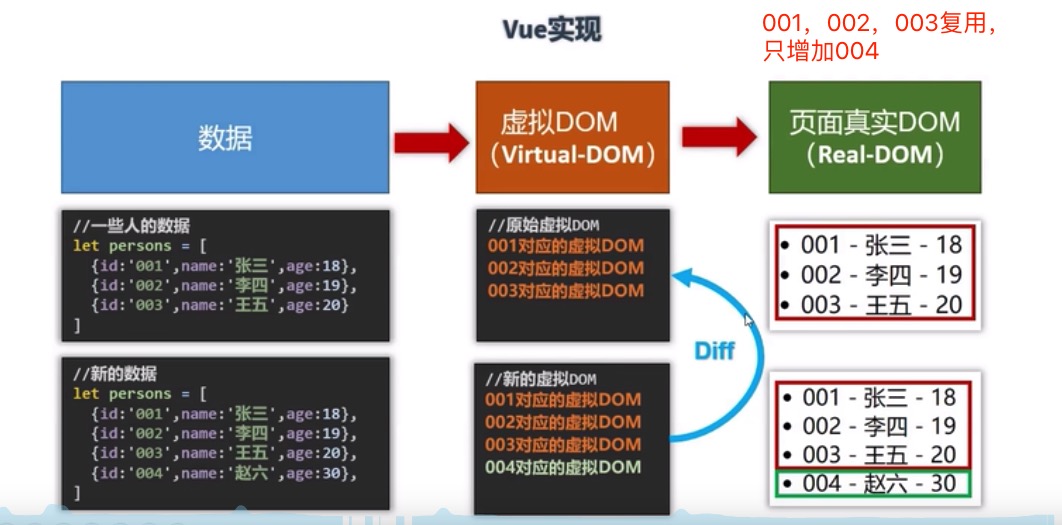 Vue实现
001，002，003复用，
只增加004
数据
虚拟DOM
（Virtual-DOM）
页面真实DOM
（Real-DOM）
//一些人的数据
let persons = [
{id:'001',name:'张三',age:18},
{id:'002',name:'李四',age:19},
{id:'003',name:'王五',age:20}
]
//原始虚拟DOM
001对应的虚拟DOM
002对应的虚拟DOM
003对应的虚拟DOM
• 001 - 张三 - 18
• 002 - 李四 - 19
• 003 - 王五 - 20
Diff
//新的数据
let persons = [
{id:'001',name:'张三',age:18},
{id:'002',name:'李四',age:19},
{id:'003',name:'王五',age:20},
{id:'004',name:'赵六',age:30},
]
//新的虚拟DOM
001对应的虚拟DOM
002对应的虚拟DOM
003对应的虚拟DOM
004对应的虚拟DOM
• 001 - 张三 - 18
• 002 - 李四 - 19
• 003 - 王五 - 20
• 004 - 赵六 - 30